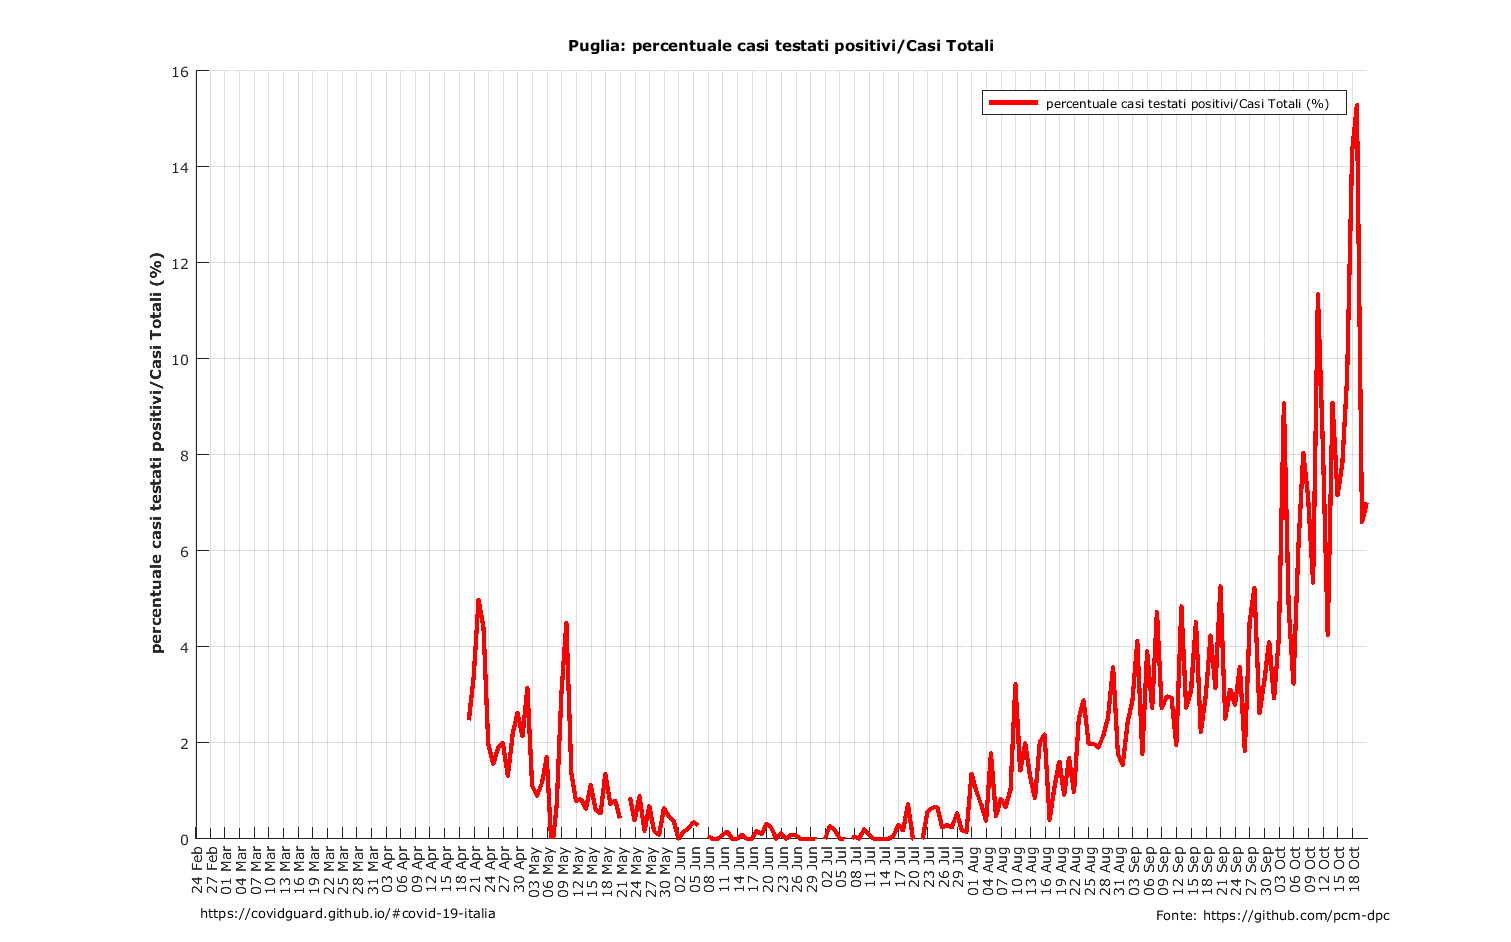 Puglia: percentuale casi testati positivi/Casi Totali
percentuale casi testati positivi/Casi Totali (%)
percentuale casi testati positivi/Casi Totali (%)
16
14
12
10
8
6
4
2
0
24 Feb
27 Feb
01 Mar
04 Mar
07 Mar
10 Mar
13 Mar
16 Mar
19 Mar
22 Mar
25 Mar
28 Mar
31 Mar
03 Apr
06 Apr
09 Apr
12 Apr
15 Apr
18 Apr
21 Apr
24 Apr
27 Apr
30 Apr
03 May
06 May
09 May
12 May
15 May
18 May
21 May
24 May
27 May
30 May
02 Jun
05 Jun
08 Jun
11 Jun
14 Jun
17 Jun
20 Jun
23 Jun
26 Jun
29 Jun
02 Jul
05 Jul
08 Jul
11 Jul
14 Jul
17 Jul
20 Jul
23 Jul
26 Jul
29 Jul
01 Aug
04 Aug
07 Aug
10 Aug
13 Aug
16 Aug
19 Aug
22 Aug
25 Aug
28 Aug
31 Aug
03 Sep
06 Sep
09 Sep
12 Sep
15 Sep
18 Sep
21 Sep
24 Sep
27 Sep
30 Sep
03 Oct
06 Oct
09 Oct
12 Oct
15 Oct
18 Oct
https://covidguard.github.io/#covid-19-italia
Fonte: https://github.com/pcm-dpc